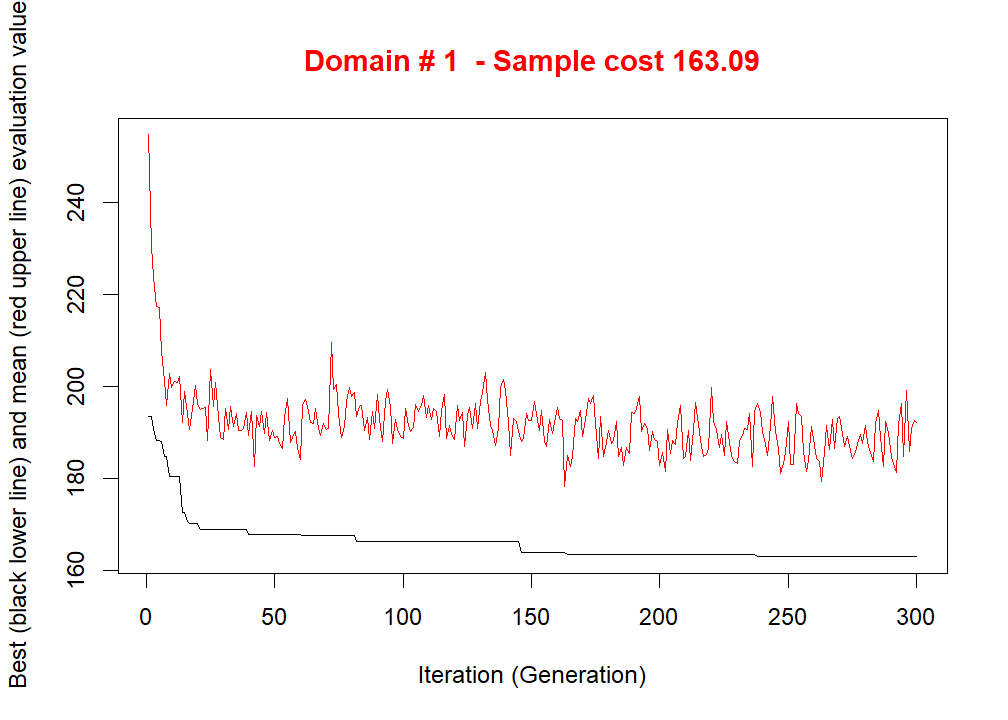 Domain # 1  - Sample cost 163.09
Best (black lower line) and mean (red upper line) evaluation value
240
220
200
180
160
0 50 100 150 200 250 300
Iteration (Generation)